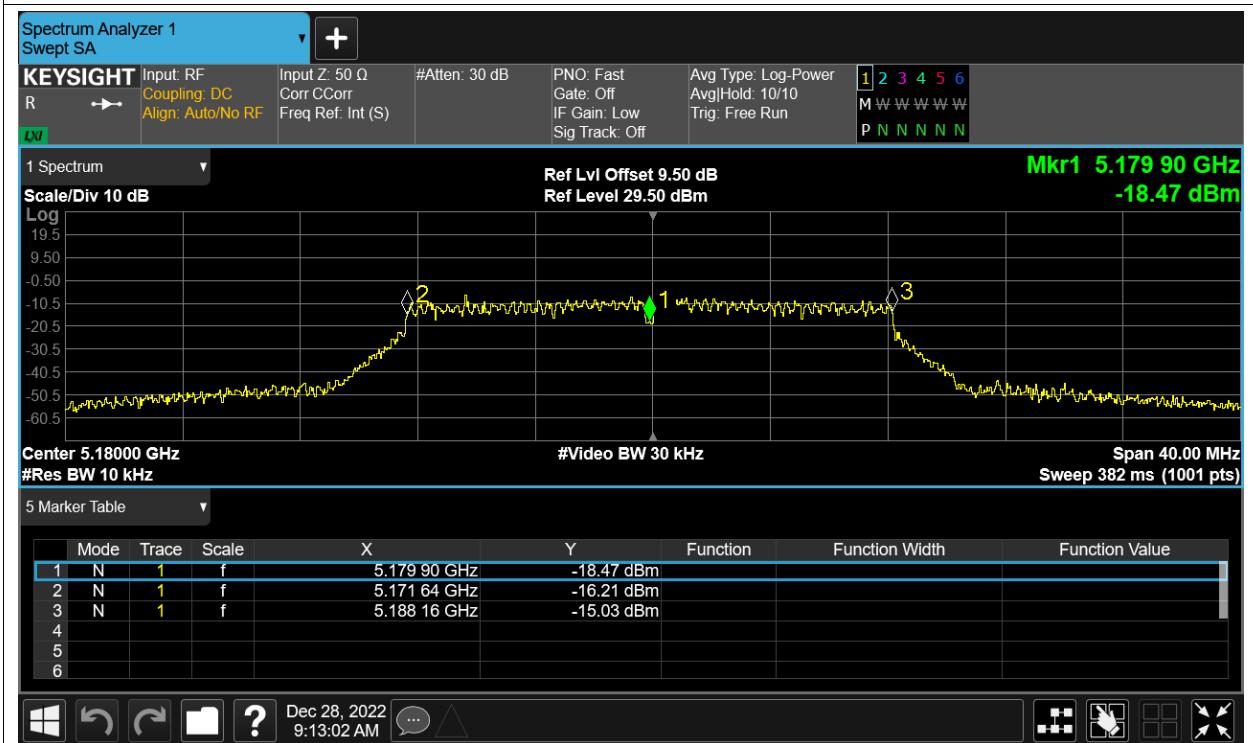 Spectrum Analyzer 1
Swept SA
KEYSIGHT
R
LXI
Input: RF
Coupling: DC
Align: Auto/No RF
Input Z: 50 Ω
Corr CCorr
Freq Ref: Int (S)
#Atten: 30 dB
PNO: Fast
Gate: Off
IF Gain: Low
Sig Track: Off
Avg Type: Log-Power
Avg|Hold: 10/10
Trig: Free Run
1 2 3 4 5 6
M W W W W W
P N N N N N
1 Spectrum
Scale/Div 10 dB
Ref Lvl Offset 9.50 dB
Ref Level 29.50 dBm
Mkr1 5.179 90 GHz
-18.47 dBm
Log
19.5
9.50
-0.50
-10.5
-20.5
-30.5
-40.5
-50.5
-60.5
2
1
3
Center 5.18000 GHz
#Res BW 10 kHz
#Video BW 30 kHz
Span 40.00 MHz
Sweep 382 ms (1001 pts)
5 Marker Table
Mode Trace Scale X Y Function Function Width Function Value
1 N 1 f 5.179 90 GHz -18.47 dBm
2 N 1 f 5.171 64 GHz -16.21 dBm
3 N 1 f 5.188 16 GHz -15.03 dBm
4
5
6
?
Dec 28, 2022
9:13:02 AM